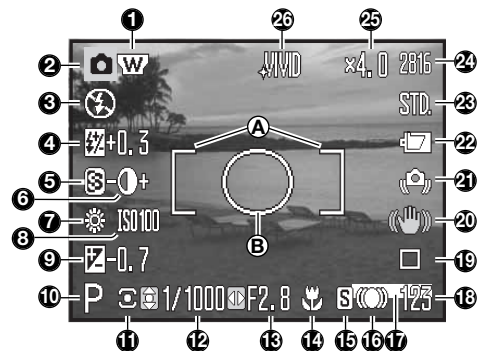 1 26 25
2 W VIVID ×4.0 2816 24
3 STD. 23
4 +0.3 A 22
5 S - + 21
6
7 ISO100 20
8 B
9 -0.7 19
10 P 1/1000 F2.8 S 123 18
11 12 13 14 15 16 17